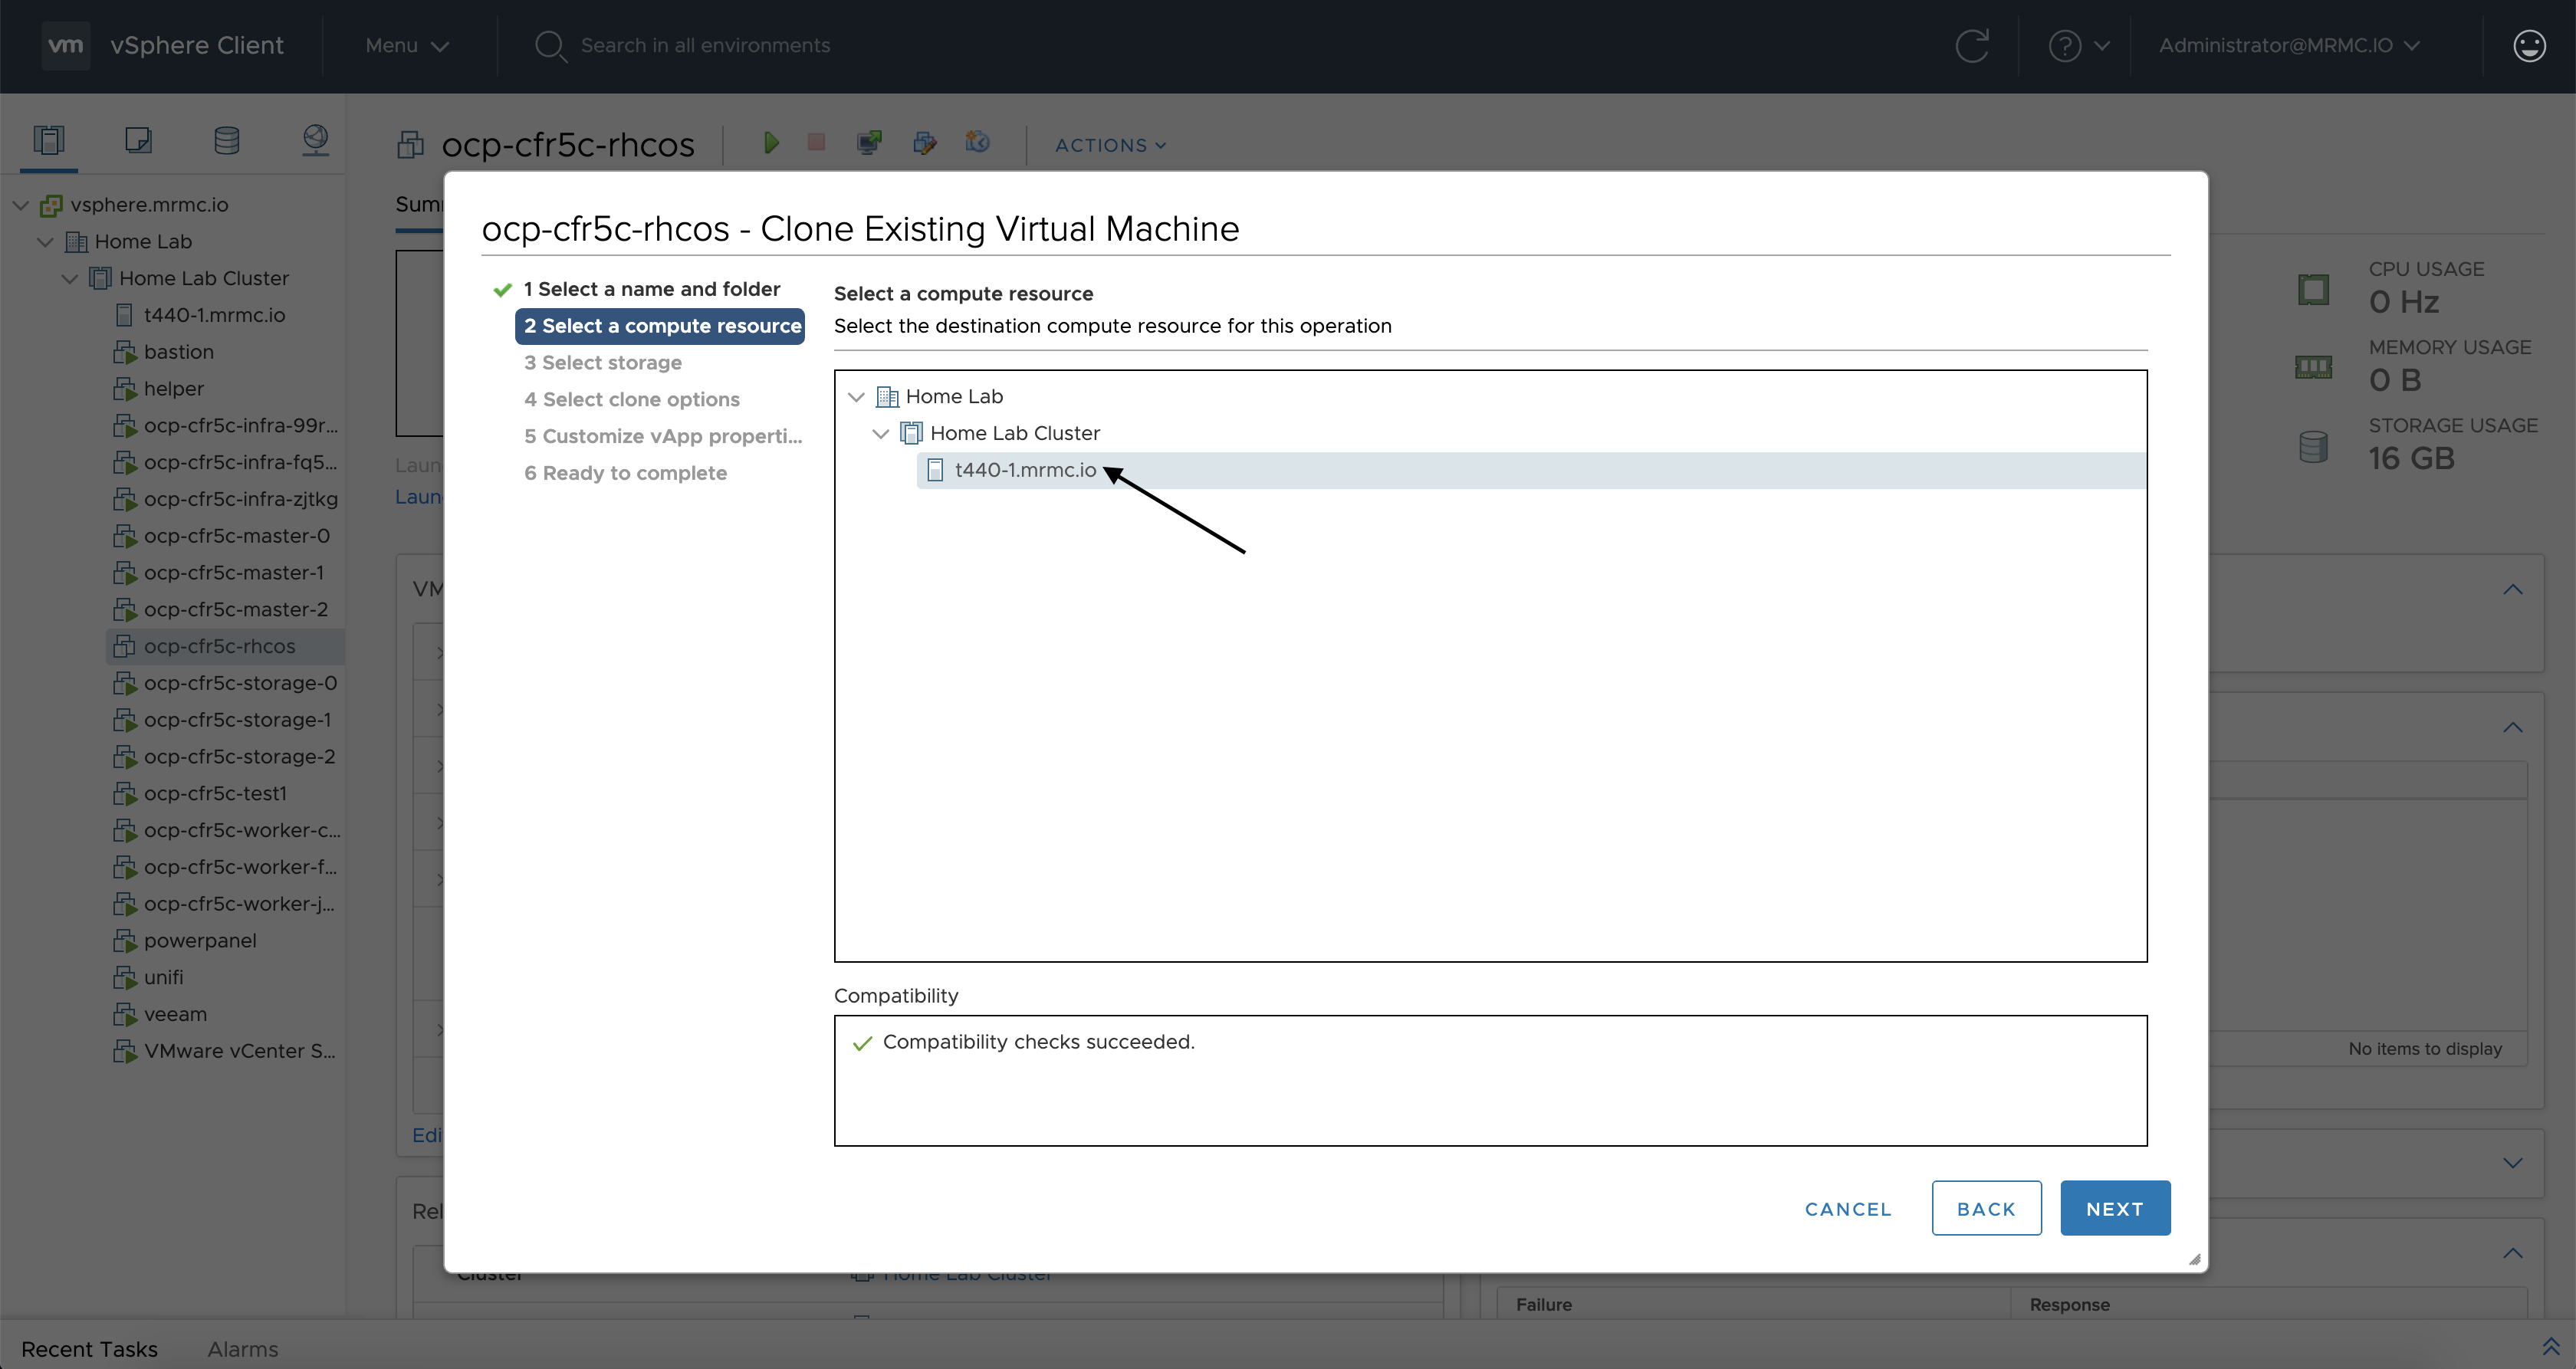 vm vSphere Client Menu Search in all environments Administrator@MRMC.IO
vsphere.mrmc.io
Home Lab
Home Lab Cluster
t440-1.mrmc.io
bastion
helper
ocp-cfr5c-infra-99r...
ocp-cfr5c-infra-fq5...
ocp-cfr5c-infra-zjtkg
ocp-cfr5c-master-0
ocp-cfr5c-master-1
ocp-cfr5c-master-2
ocp-cfr5c-rhcos
ocp-cfr5c-storage-0
ocp-cfr5c-storage-1
ocp-cfr5c-storage-2
ocp-cfr5c-test1
ocp-cfr5c-worker-c...
ocp-cfr5c-worker-f...
ocp-cfr5c-worker-j...
powerpanel
unifi
veeam
VMware vCenter S...
ocp-cfr5c-rhcos ACTIONS
CPU USAGE
0 Hz
MEMORY USAGE
0 B
STORAGE USAGE
16 GB
ocp-cfr5c-rhcos - Clone Existing Virtual Machine
1 Select a name and folder
2 Select a compute resource
3 Select storage
4 Select clone options
5 Customize vApp properti...
6 Ready to complete
Select a compute resource
Select the destination compute resource for this operation
Home Lab
Home Lab Cluster
t440-1.mrmc.io
Compatibility
Compatibility checks succeeded.
CANCEL BACK NEXT
No items to display
Cluster Home Lab Cluster
Failure Response
Recent Tasks Alarms